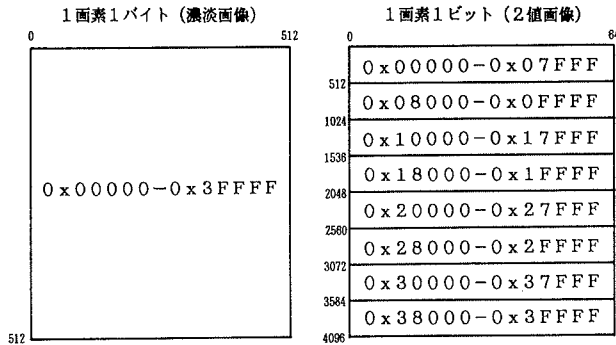 1画素1バイト (濃淡画像)
0 512
0x00000-0x3FFFF
512
1画素1ビット (2値画像)
0 64
0x00000-0x07FFF
512
0x08000-0x0FFFF
1024
0x10000-0x17FFF
1536
0x18000-0x1FFFF
2048
0x20000-0x27FFF
2560
0x28000-0x2FFFF
3072
0x30000-0x37FFF
3584
0x38000-0x3FFFF
4096